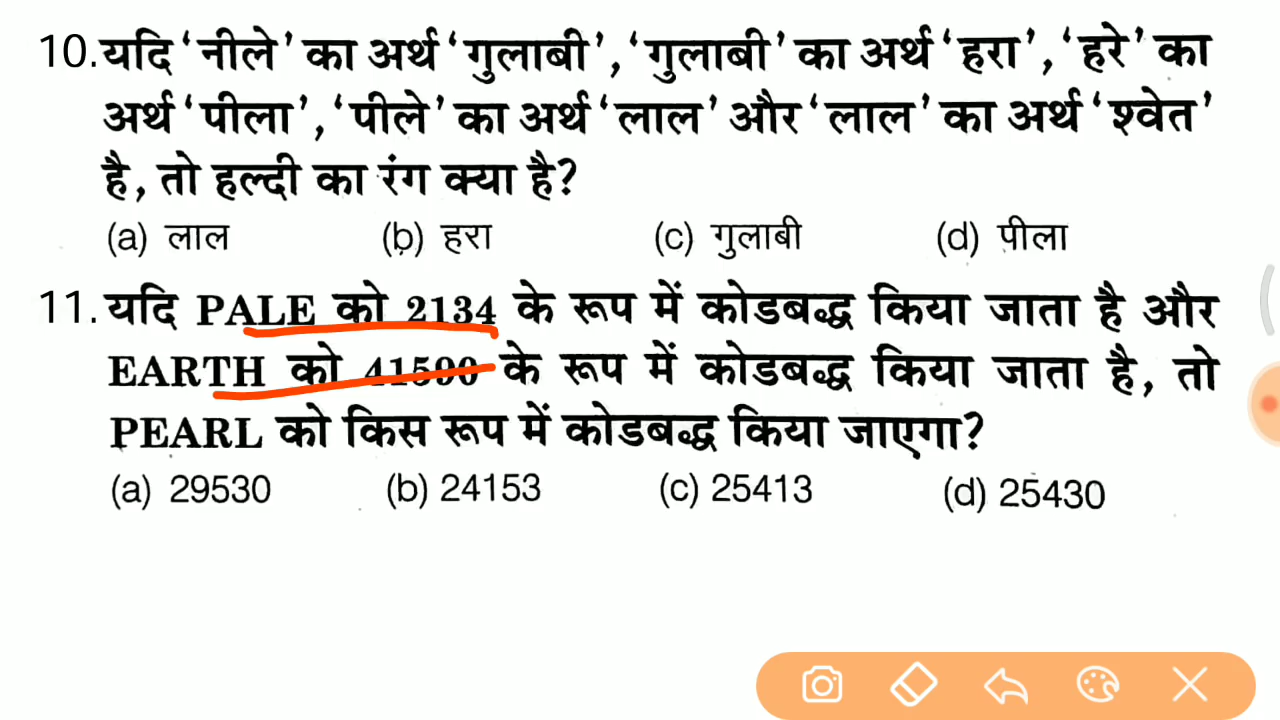 10. यदि ‘नीले’ का अर्थ ‘गुलाबी’, ‘गुलाबी’ का अर्थ ‘हरा’, ‘हरे’ का
अर्थ ‘पीला’, ‘पीले’ का अर्थ ‘लाल’ और ‘लाल’ का अर्थ ‘श्वेत’
है, तो हल्दी का रंग क्या है?
(a) लाल (b) हरा (c) गुलाबी (d) पीला
11. यदि PALE को 2134 के रूप में कोडबद्ध किया जाता है और
EARTH को 41590 के रूप में कोडबद्ध किया जाता है, तो
PEARL को किस रूप में कोडबद्ध किया जाएगा?
(a) 29530 (b) 24153 (c) 25413 (d) 25430